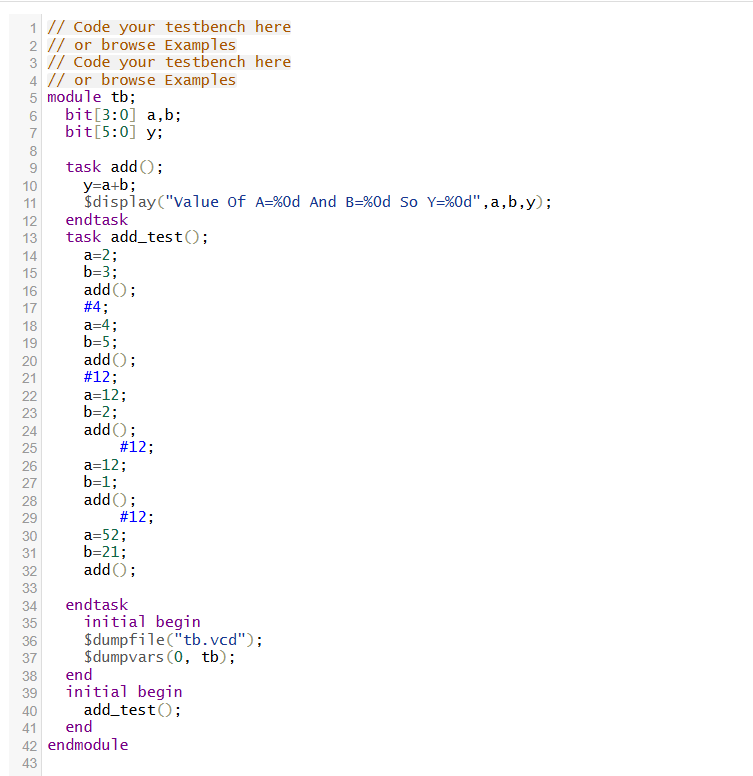 1 // Code your testbench here
2 // or browse Examples
3 // Code your testbench here
4 // or browse Examples
5 module tb;
6   bit[3:0] a,b;
7   bit[5:0] y;
8
9   task add();
10     y=a+b;
11     $display("Value Of A=%0d And B=%0d So Y=%0d",a,b,y);
12   endtask
13   task add_test();
14     a=2;
15     b=3;
16     add();
17     #4;
18     a=4;
19     b=5;
20     add();
21     #12;
22     a=12;
23     b=2;
24     add();
25         #12;
26     a=12;
27     b=1;
28     add();
29         #12;
30     a=52;
31     b=21;
32     add();
33
34   endtask
35     initial begin
36     $dumpfile("tb.vcd");
37     $dumpvars(0, tb);
38   end
39   initial begin
40     add_test();
41   end
42 endmodule
43